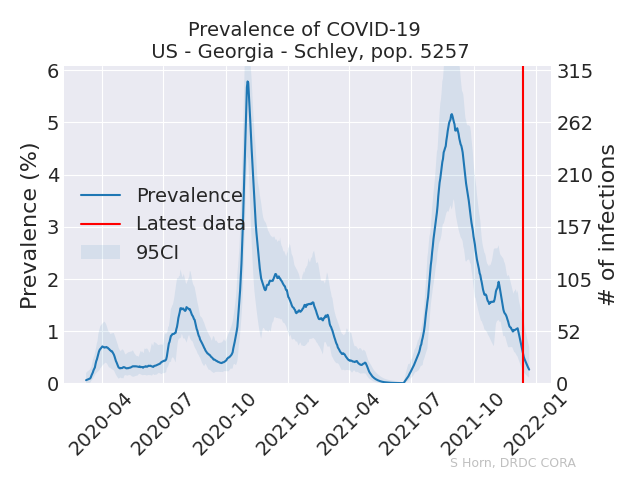 Prevalence of COVID-19
US - Georgia - Schley, pop. 5257
Prevalence (%)
6
5
4
3
2
1
0
315
262
210
157
105
52
0
# of infections
Prevalence
Latest data
95CI
2020-04
2020-07
2020-10
2021-01
2021-04
2021-07
2021-10
2022-01
S Horn, DRDC CORA